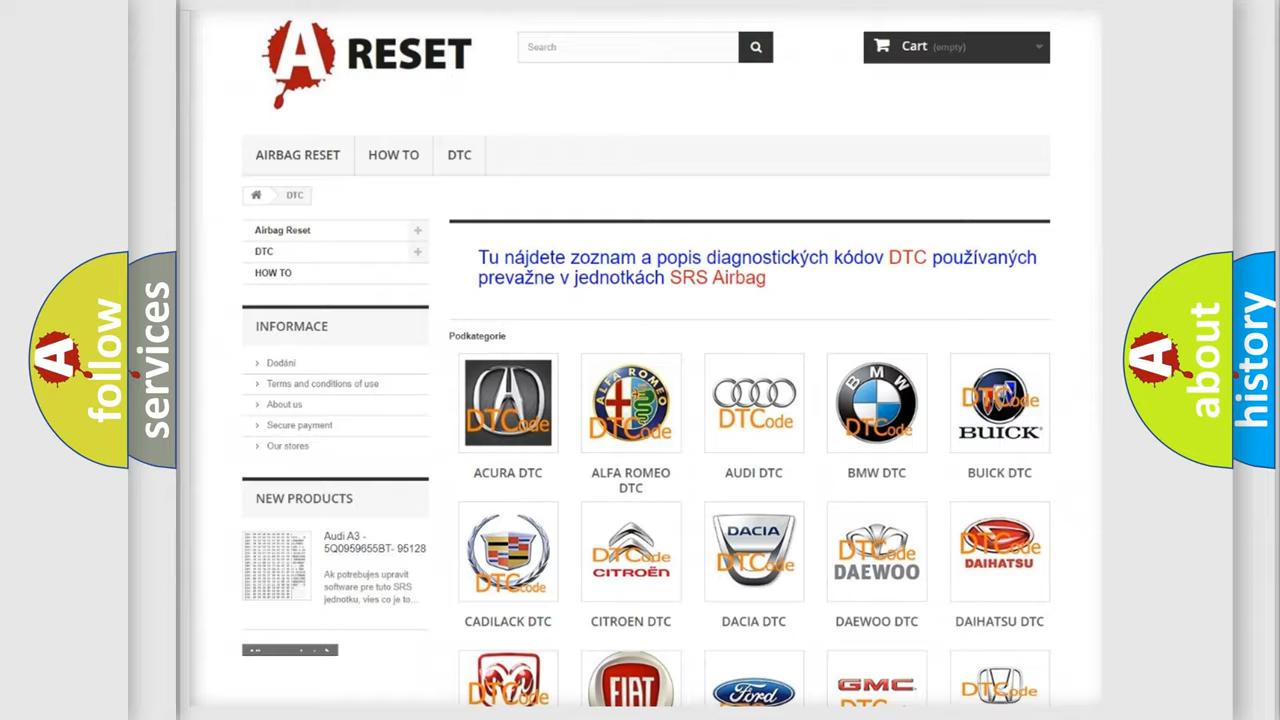 A RESET
Search
Cart (empty)
AIRBAG RESET
HOW TO
DTC
DTC
Airbag Reset
DTC
HOW TO
Tu nájdete zoznam a popis diagnostických kódov DTC používaných
prevažne v jednotkách SRS Airbag
INFORMACE
Dodání
Terms and conditions of use
About us
Secure payment
Our stores
NEW PRODUCTS
Audi A3 -
5Q0959655BT- 95128
Ak potrebujes upravit
software pre tuto SRS
jednotku, vies co je to...
Podkategorie
DTCode
ALFA ROMEO
DTCode
DTCode
BMW
DTCode
DTCode
BUICK
ACURA DTC
ALFA ROMEO
DTC
AUDI DTC
BMW DTC
BUICK DTC
DTCode
DTCode
CITROËN
DACIA
DTCode
DTCode
DAEWOO
DTCode
DAIHATSU
CADILACK DTC
CITROEN DTC
DACIA DTC
DAEWOO DTC
DAIHATSU DTC
DTCode
FIAT
Ford
GMC
DTCode
A follow
services
A about
history